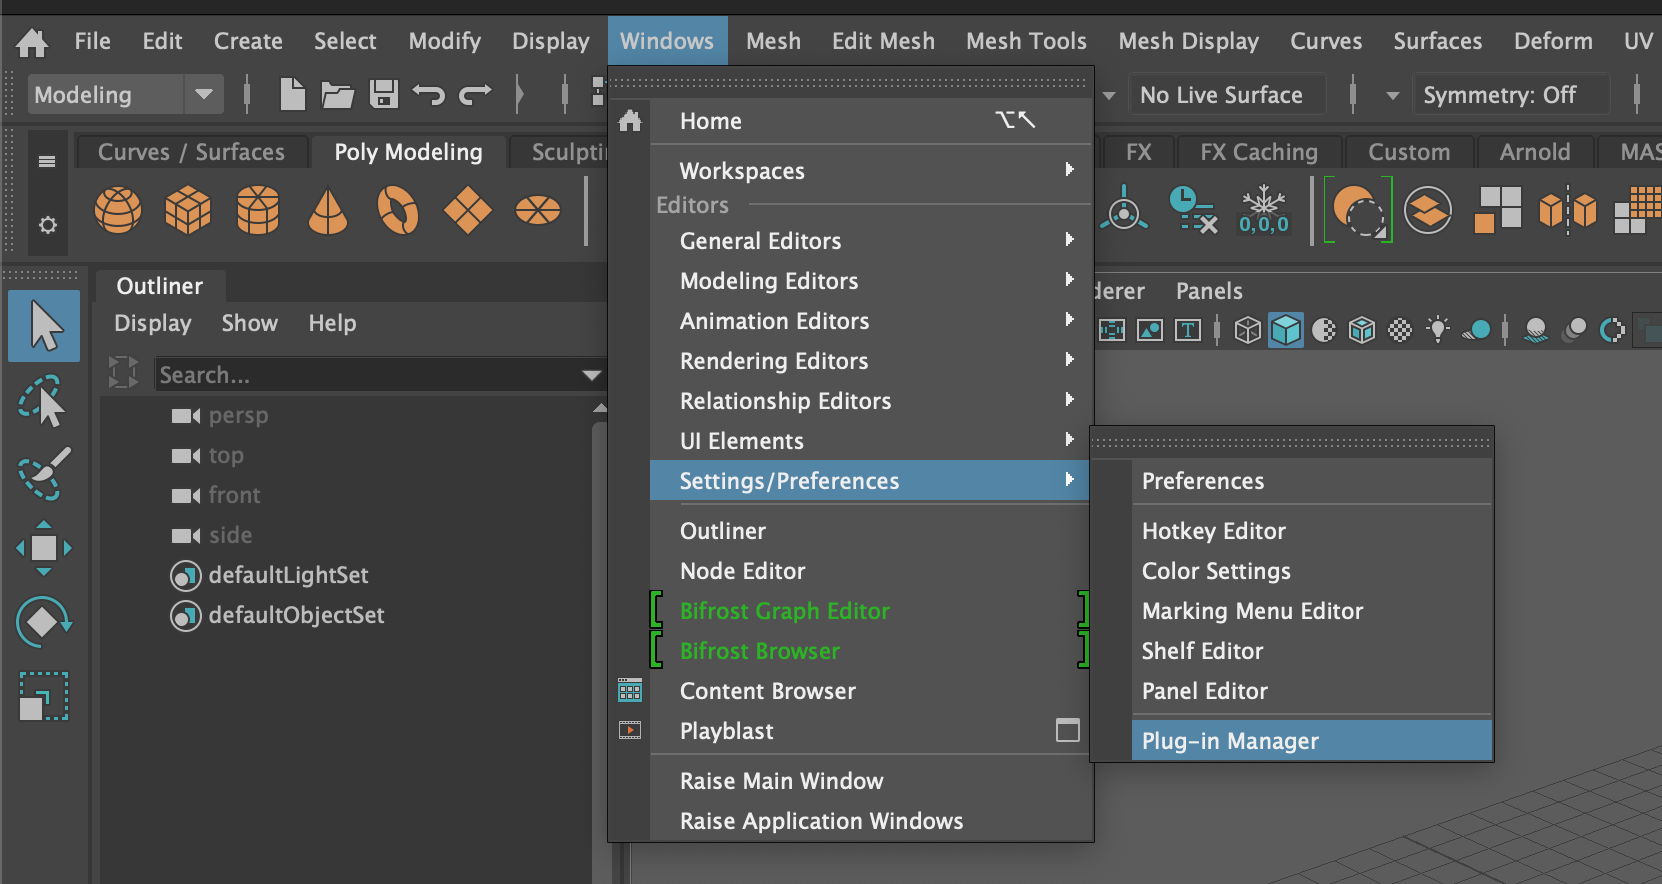 File Edit Create Select Modify Display Windows Mesh Edit Mesh Mesh Tools Mesh Display Curves Surfaces Deform UV
Modeling No Live Surface Symmetry: Off
Curves / Surfaces Poly Modeling Sculpti FX FX Caching Custom Arnold MAS
0,0,0
Outliner
Display Show Help
Search...
persp
top
front
side
defaultLightSet
defaultObjectSet
Home ⌥↖
Workspaces
Editors
General Editors
Modeling Editors
Animation Editors
Rendering Editors
Relationship Editors
UI Elements
Settings/Preferences
Outliner
Node Editor
Bifrost Graph Editor
Bifrost Browser
Content Browser
Playblast
Raise Main Window
Raise Application Windows
derer Panels
T
Preferences
Hotkey Editor
Color Settings
Marking Menu Editor
Shelf Editor
Panel Editor
Plug-in Manager